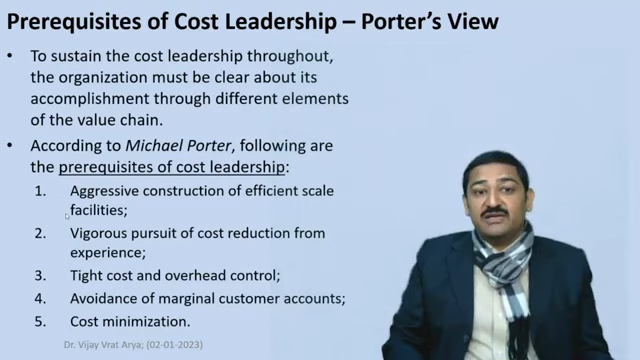 Prerequisites of Cost Leadership – Porter's View
• To sustain the cost leadership throughout,
the organization must be clear about its
accomplishment through different elements
of the value chain.
• According to Michael Porter, following are
the prerequisites of cost leadership:
1. Aggressive construction of efficient scale
facilities;
2. Vigorous pursuit of cost reduction from
experience;
3. Tight cost and overhead control;
4. Avoidance of marginal customer accounts;
5. Cost minimization.
Dr. Vijay Vrat Arya; (02-01-2023)